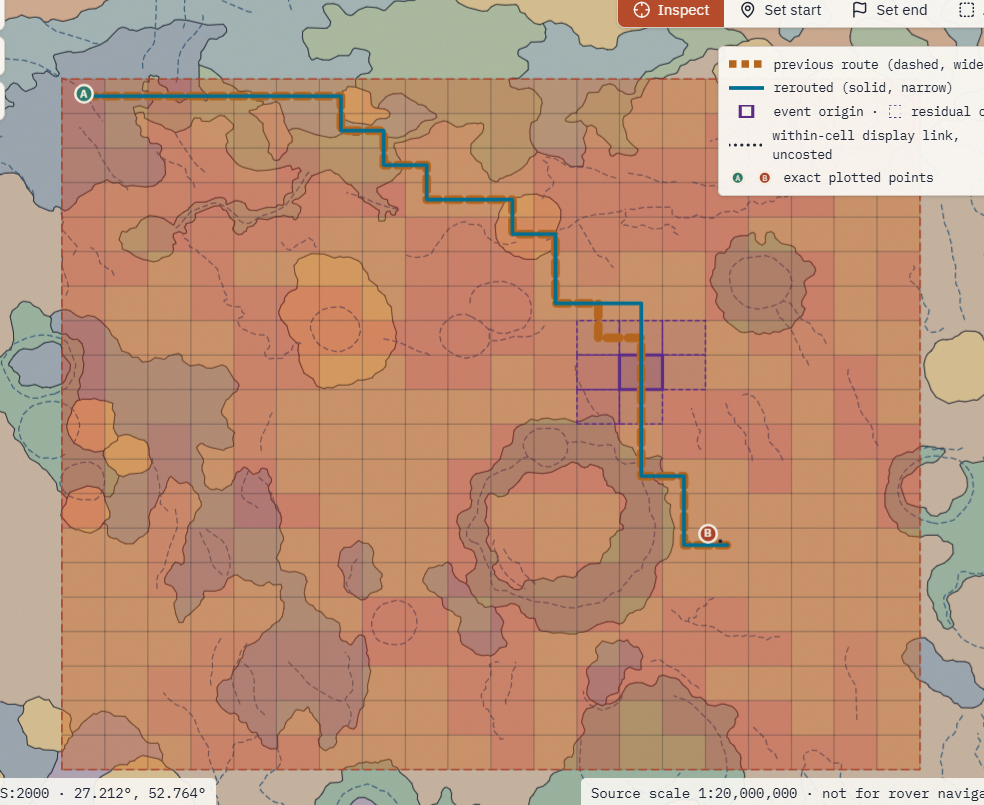 Inspect Set start Set end
previous route (dashed, wide
rerouted (solid, narrow)
event origin · residual c
within-cell display link,
uncosted
A B exact plotted points
A
B
S:2000 · 27.212°, 52.764°
Source scale 1:20,000,000 · not for rover naviga